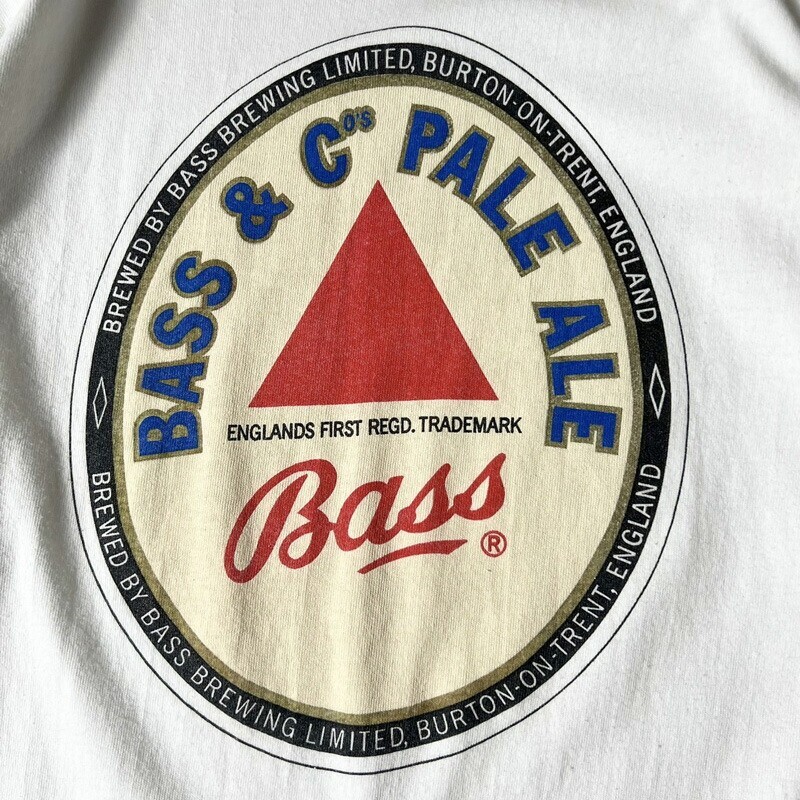 BREWED BY BASS BREWING LIMITED, BURTON-ON-TRENT, ENGLAND
BASS & CO'S PALE ALE
ENGLANDS FIRST REGD. TRADEMARK
Bass ®
BREWED BY BASS BREWING LIMITED, BURTON-ON-TRENT, ENGLAND